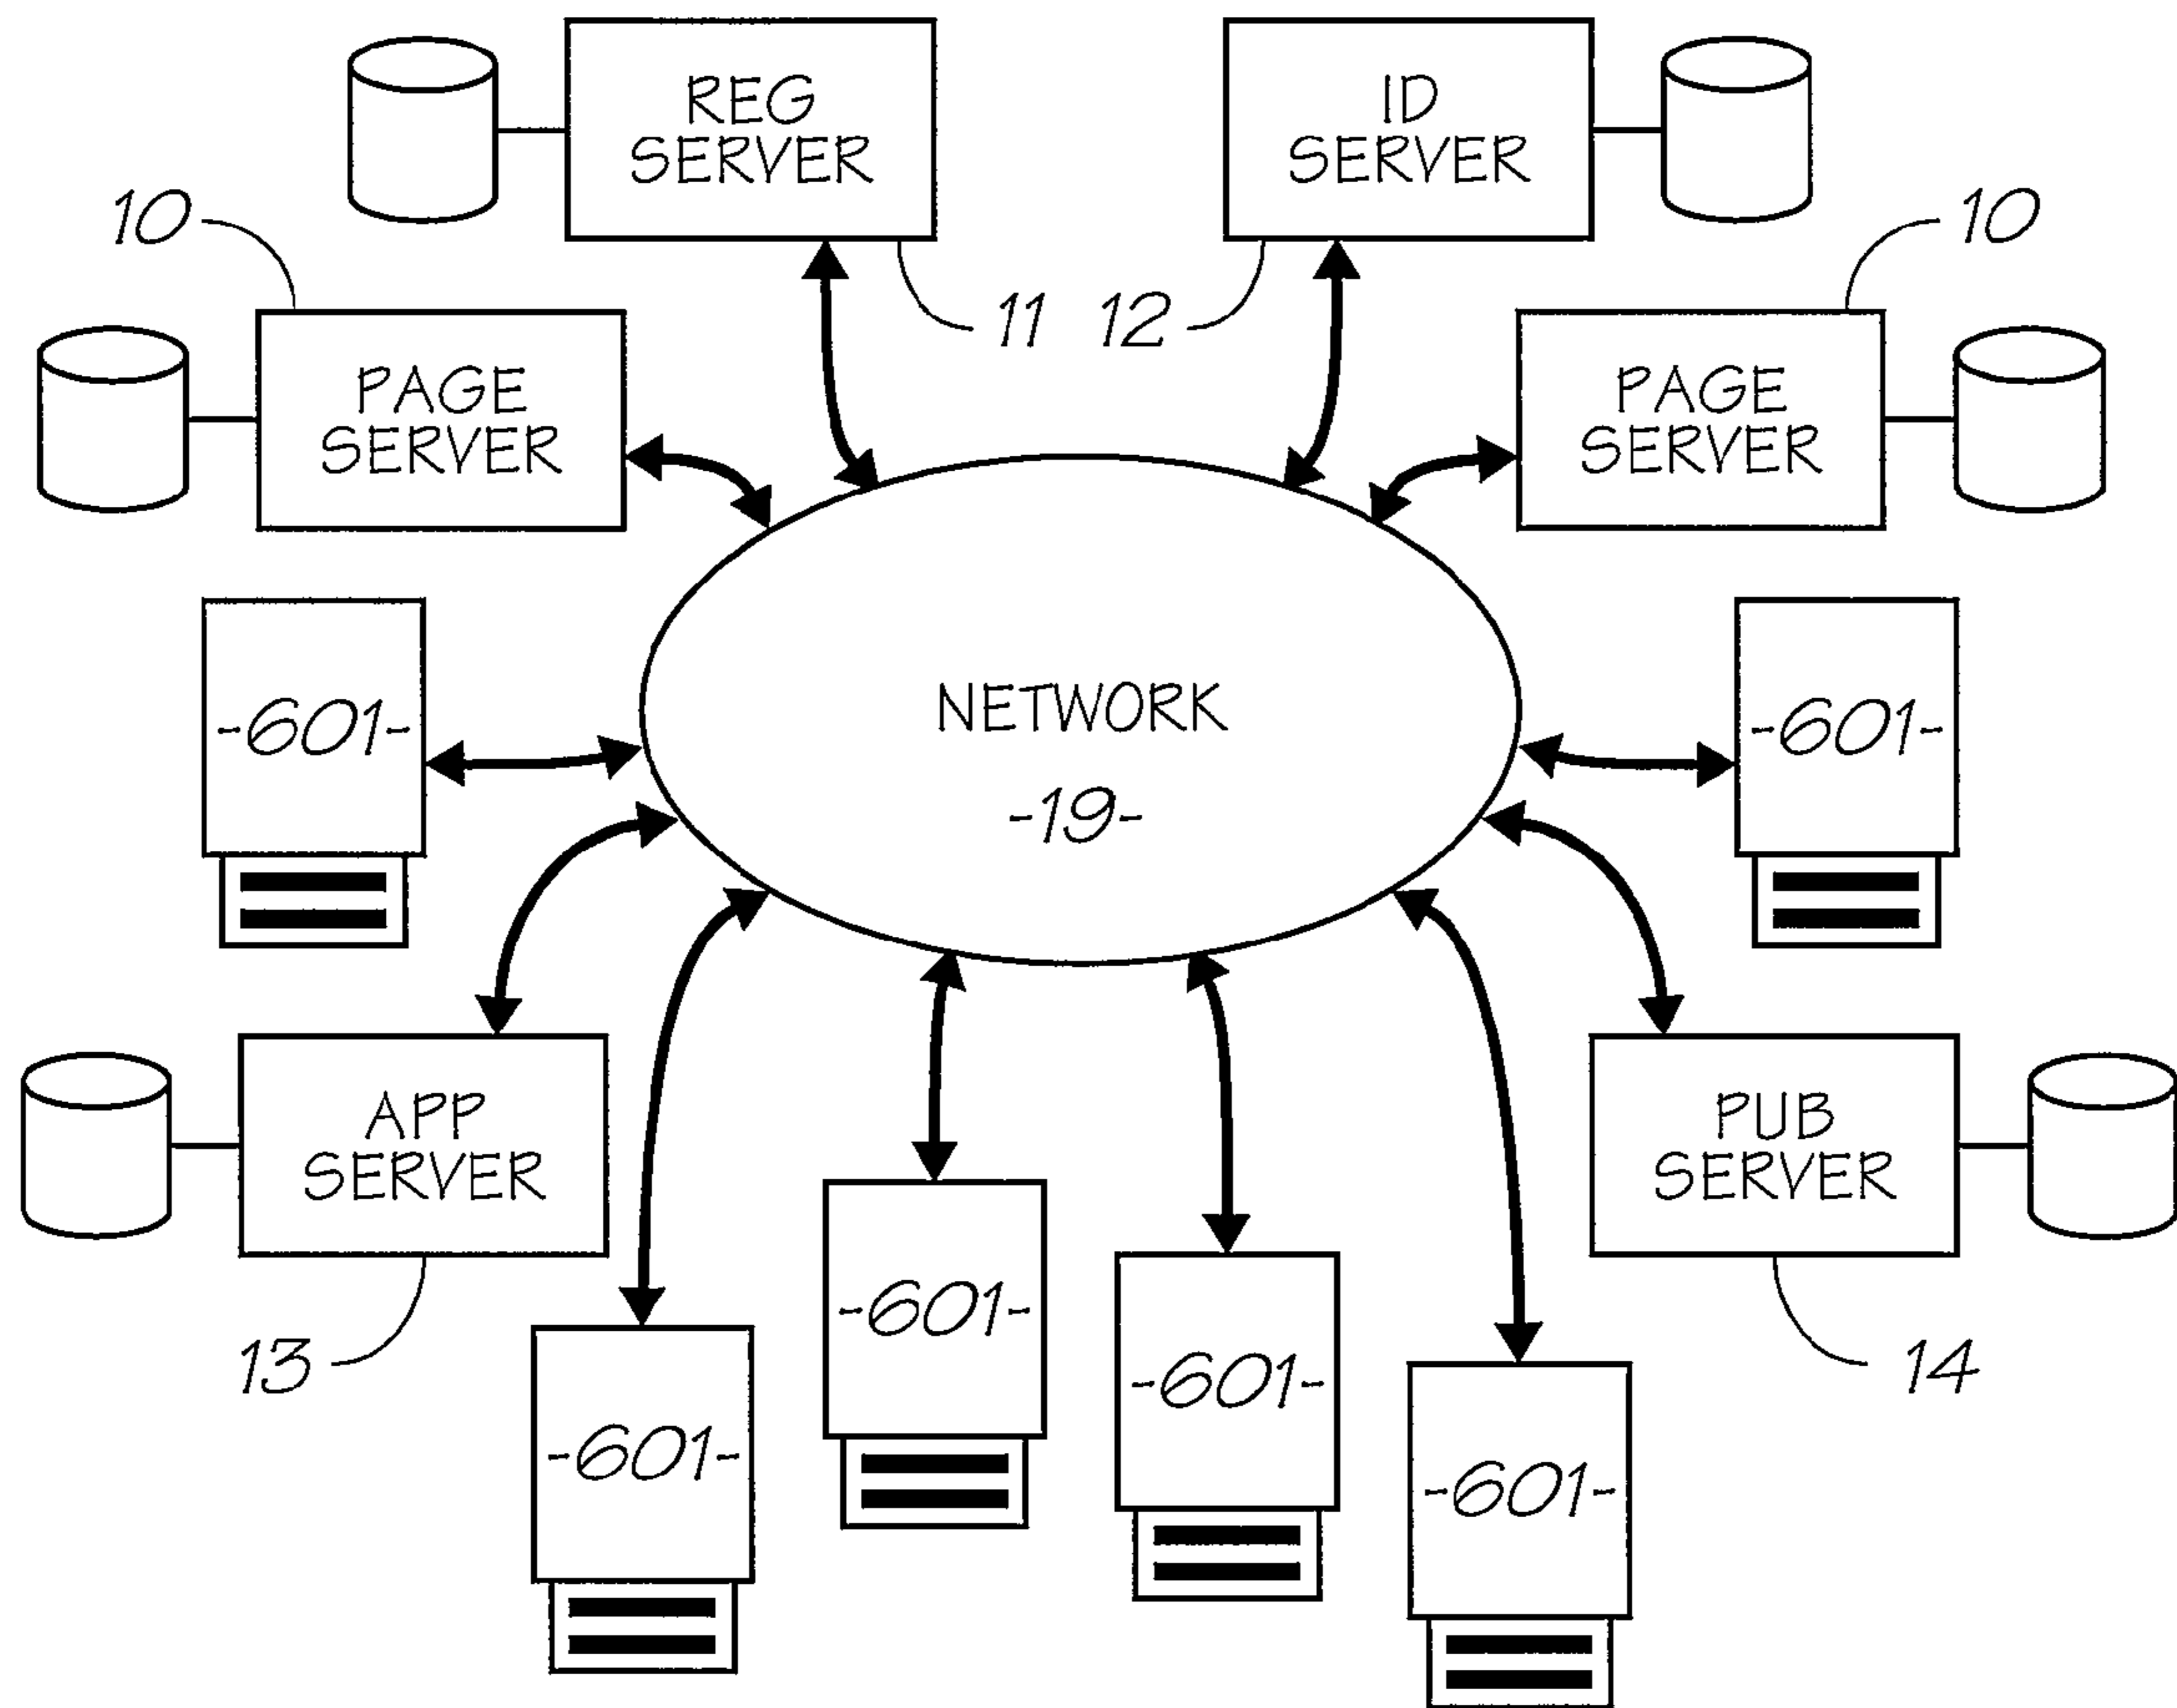 REG
SERVER
ID
SERVER
10
10
11
12
PAGE
SERVER
PAGE
SERVER
-601-
NETWORK
-19-
-601-
APP
SERVER
PUB
SERVER
-601-
-601-
13
14
-601-
-601-